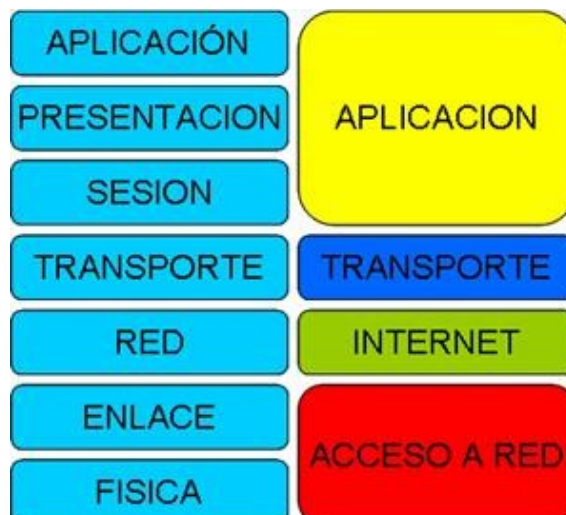 APLICACIÓN
PRESENTACION
SESION
TRANSPORTE
RED
ENLACE
FISICA
APLICACION
TRANSPORTE
INTERNET
ACCESO A RED